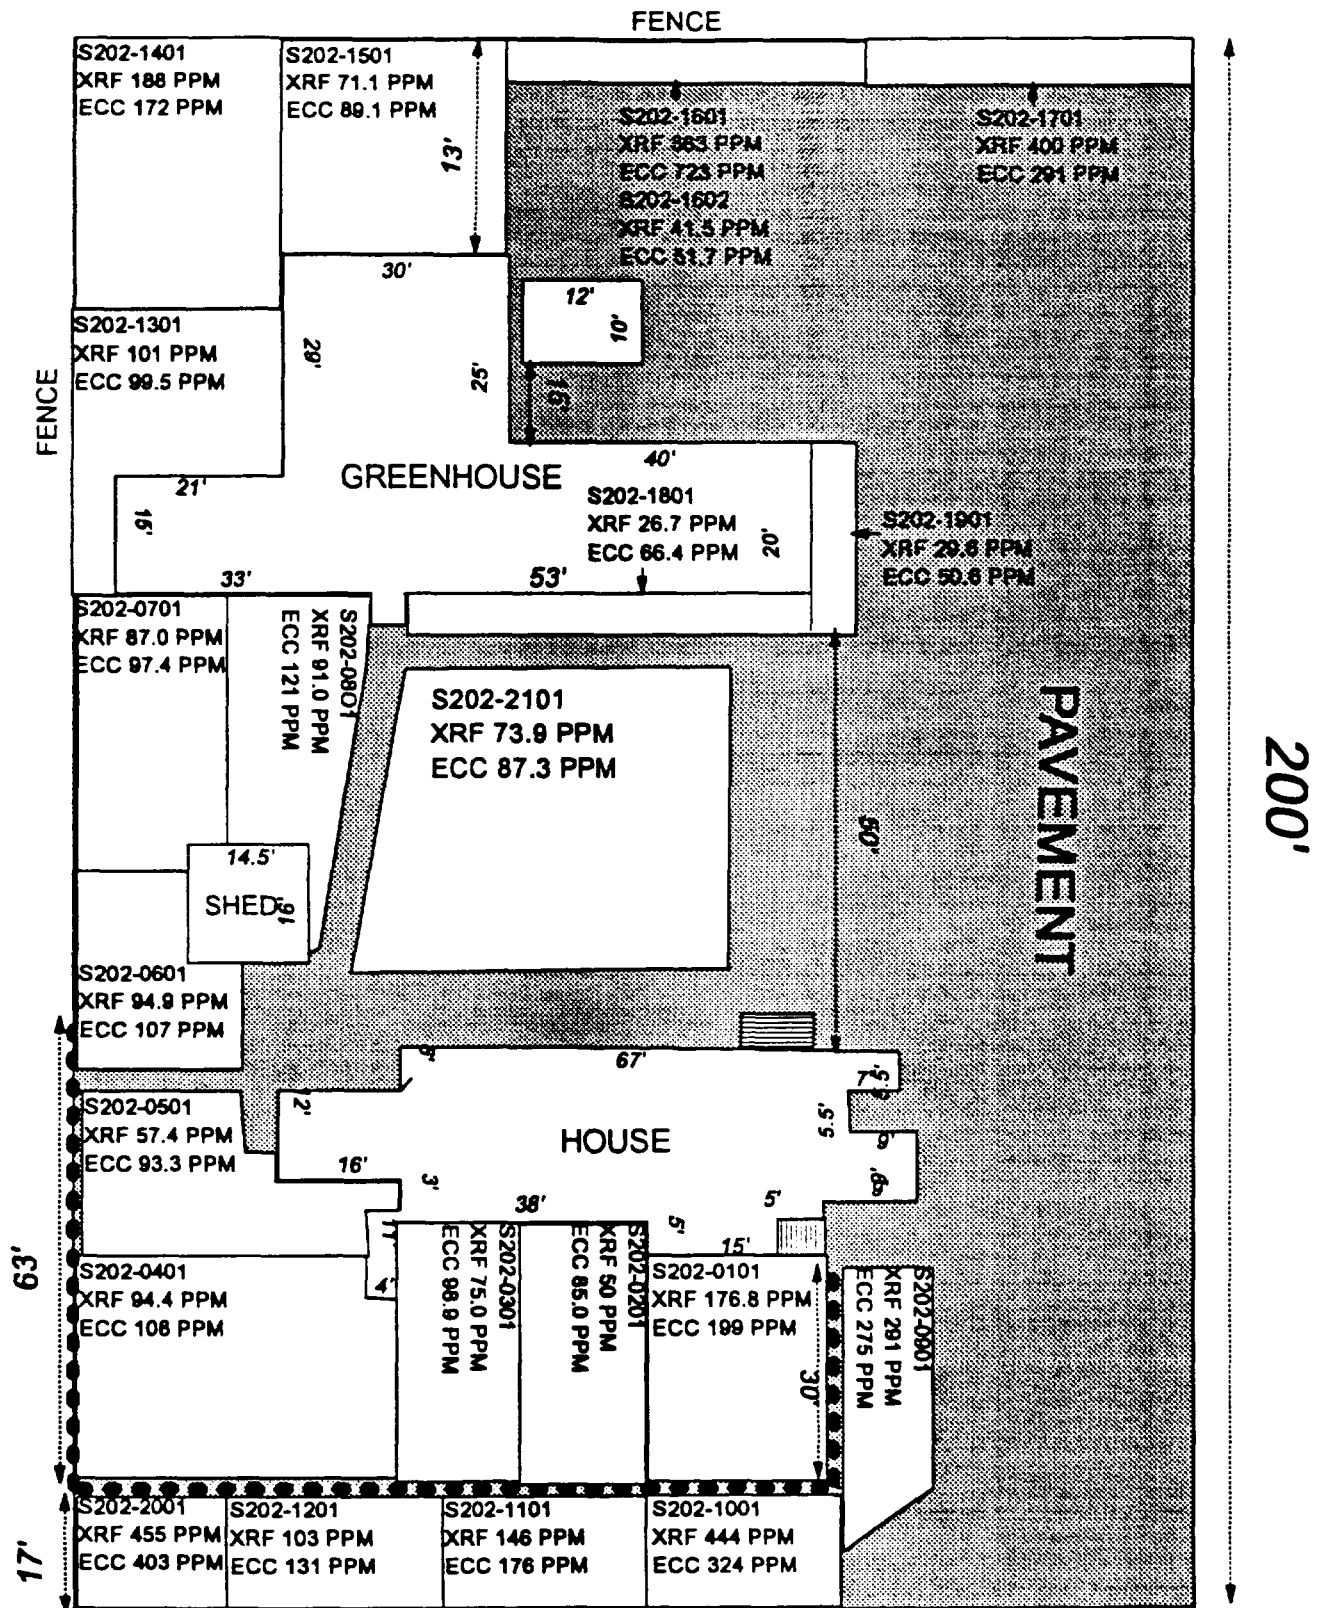 FENCE
S202-1401
XRF 188 PPM
ECC 172 PPM
S202-1501
XRF 71.1 PPM
ECC 89.1 PPM
13'
S202-1601
XRF 863 PPM
ECC 723 PPM
S202-1602
XRF 41.5 PPM
ECC 51.7 PPM
S202-1701
XRF 400 PPM
ECC 291 PPM
30'
12'
10'
S202-1301
XRF 101 PPM
ECC 99.5 PPM
29'
25'
15'
FENCE
GREENHOUSE
40'
21'
15'
S202-1801
XRF 26.7 PPM
ECC 66.4 PPM
20'
S202-1901
XRF 29.6 PPM
ECC 50.6 PPM
33'
53'
S202-0701
XRF 87.0 PPM
ECC 97.4 PPM
S202-0801
XRF 91.0 PPM
ECC 121 PPM
S202-2101
XRF 73.9 PPM
ECC 87.3 PPM
PAVEMENT
200'
50'
14.5'
SHED
16'
S202-0601
XRF 94.9 PPM
ECC 107 PPM
67'
7'
S202-0501
XRF 57.4 PPM
ECC 93.3 PPM
HOUSE
5.5'
16'
3'
38'
5'
5'
15'
63'
S202-0401
XRF 94.4 PPM
ECC 108 PPM
4'
S202-0301
XRF 75.0 PPM
ECC 98.9 PPM
S202-0201
XRF 50 PPM
ECC 85.0 PPM
S202-0101
XRF 176.8 PPM
ECC 199 PPM
30'
S202-0901
XRF 291 PPM
ECC 275 PPM
17'
S202-2001
XRF 455 PPM
ECC 403 PPM
S202-1201
XRF 103 PPM
ECC 131 PPM
S202-1101
XRF 146 PPM
ECC 176 PPM
S202-1001
XRF 444 PPM
ECC 324 PPM